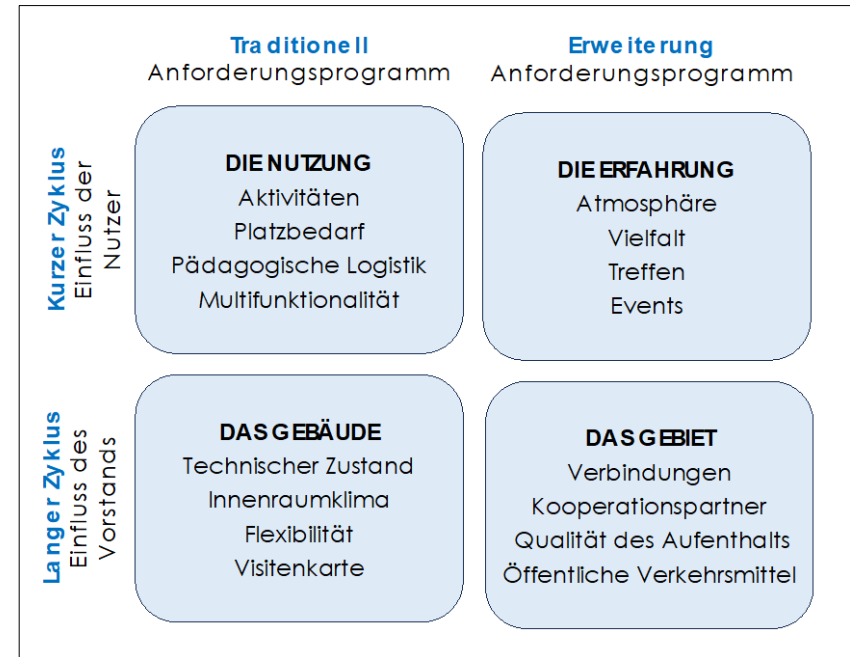 Traditionell
Anforderungsprogramm
Erweiterung
Anforderungsprogramm
Kurzer Zyklus
Einfluss der
Nutzer
DIE NUTZUNG
Aktivitäten
Platzbedarf
Pädagogische Logistik
Multifunktionalität
DIE ERFAHRUNG
Atmosphäre
Vielfalt
Treffen
Events
Langer Zyklus
Einfluss des
Vorstands
DAS GEBÄUDE
Technischer Zustand
Innenraumklima
Flexibilität
Visitenkarte
DAS GEBIET
Verbindungen
Kooperationspartner
Qualität des Aufenthalts
Öffentliche Verkehrsmittel